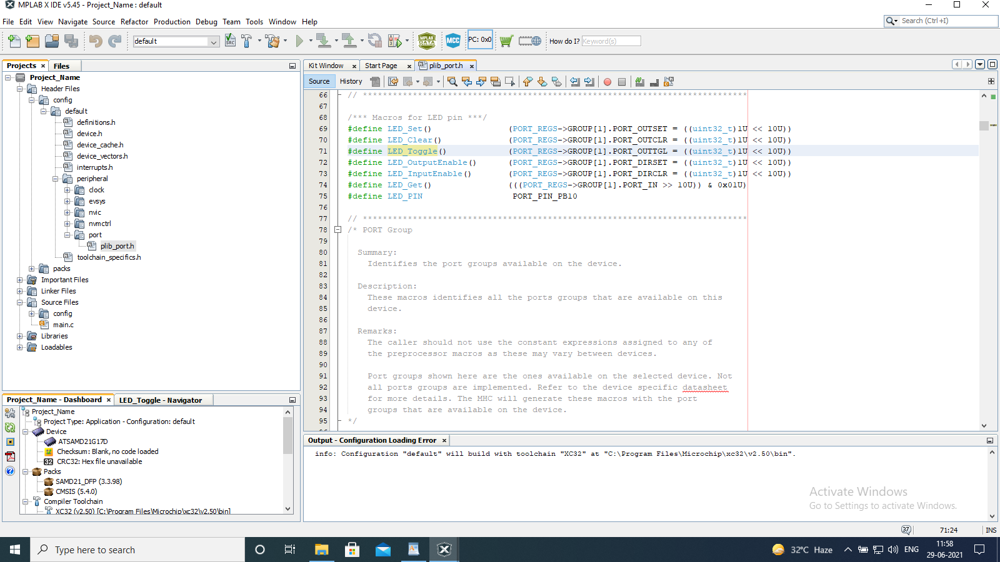 MPLAB X IDE v5.45 - Project_Name : default
File Edit View Navigate Source Refactor Production Debug Team Tools Window Help
Search (Ctrl+I)
default
SRC
MPLAB
DATA
MCC
PC: 0x0
How do I?
Keyword(s)
Projects
Files
Project_Name
Header Files
config
default
definitions.h
device.h
device_cache.h
device_vectors.h
interrupts.h
peripheral
clock
evsys
nvic
nvmctrl
port
plib_port.h
toolchain_specifics.h
packs
Important Files
Linker Files
Source Files
config
main.c
Libraries
Loadables
Project_Name - Dashboard
LED_Toggle - Navigator
Project_Name
Project Type: Application - Configuration: default
Device
ATSAMD21G17D
Checksum: Blank, no code loaded
32 CRC32: Hex file unavailable
Packs
SAMD21_DFP (3.3.98)
CMSIS (5.4.0)
Compiler Toolchain
XC32 (v2.50) [C:\Program Files\Microchip\xc32\v2.50\bin]
Kit Window
Start Page
plib_port.h
Source
History
66 // *****************************************************************************
67
68 /*** Macros for LED pin ***/
69 #define LED_Set() (PORT_REGS->GROUP[1].PORT_OUTSET = ((uint32_t)1U << 10U))
70 #define LED_Clear() (PORT_REGS->GROUP[1].PORT_OUTCLR = ((uint32_t)1U << 10U))
71 #define LED_Toggle() (PORT_REGS->GROUP[1].PORT_OUTTGL = ((uint32_t)1U << 10U))
72 #define LED_OutputEnable() (PORT_REGS->GROUP[1].PORT_DIRSET = ((uint32_t)1U << 10U))
73 #define LED_InputEnable() (PORT_REGS->GROUP[1].PORT_DIRCLR = ((uint32_t)1U << 10U))
74 #define LED_Get() (((PORT_REGS->GROUP[1].PORT_IN >> 10U)) & 0x01U)
75 #define LED_PIN PORT_PIN_PB10
76
77 // *****************************************************************************
78 /* PORT Group
79
80 Summary:
81 Identifies the port groups available on the device.
82
83 Description:
84 These macros identifies all the ports groups that are available on this
85 device.
86
87 Remarks:
88 The caller should not use the constant expressions assigned to any of
89 the preprocessor macros as these may vary between devices.
90
91 Port groups shown here are the ones available on the selected device. Not
92 all ports groups are implemented. Refer to the device specific datasheet
93 for more details. The MHC will generate these macros with the port
94 groups that are available on the device.
95 */
Output - Configuration Loading Error
info: Configuration "default" will build with toolchain "XC32" at "C:\Program Files\Microchip\xc32\v2.50\bin".
Activate Windows
Go to Settings to activate Windows.
37
71:24
INS
Type here to search
32°C Haze
ENG
11:58
29-06-2021